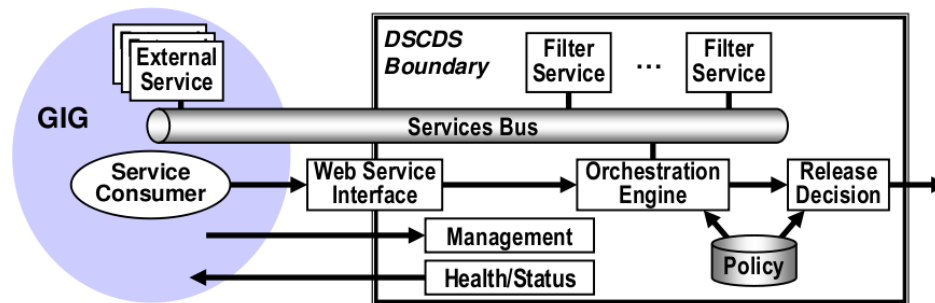 DSCDS
Boundary
External
Service
Filter
Service
...
Filter
Service
GIG
Services Bus
Service
Consumer
Web Service
Interface
Orchestration
Engine
Release
Decision
Management
Health/Status
Policy